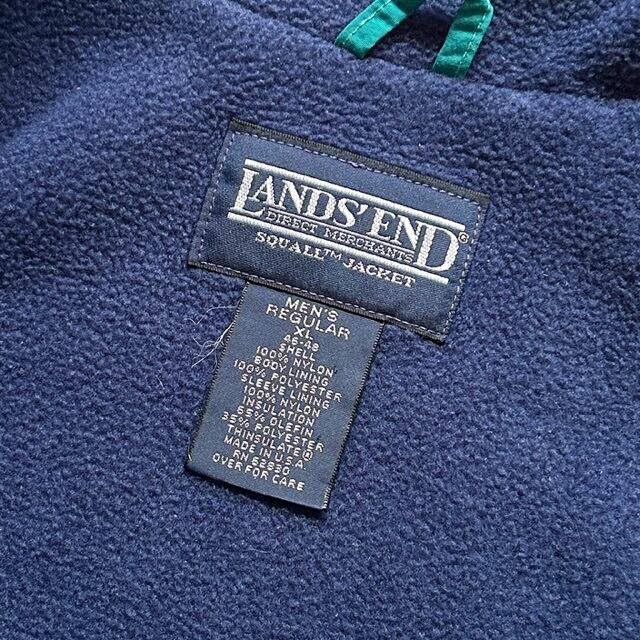 LANDS' END®
DIRECT MERCHANTS
SQUALL™ JACKET
MEN'S
REGULAR
XL
46-48
SHELL
100% NYLON
BODY LINING
100% POLYESTER
SLEEVE LINING
100% NYLON
INSULATION
65% OLEFIN
35% POLYESTER
THINSULATE®
MADE IN U.S.A.
RN 62830
OVER FOR CARE